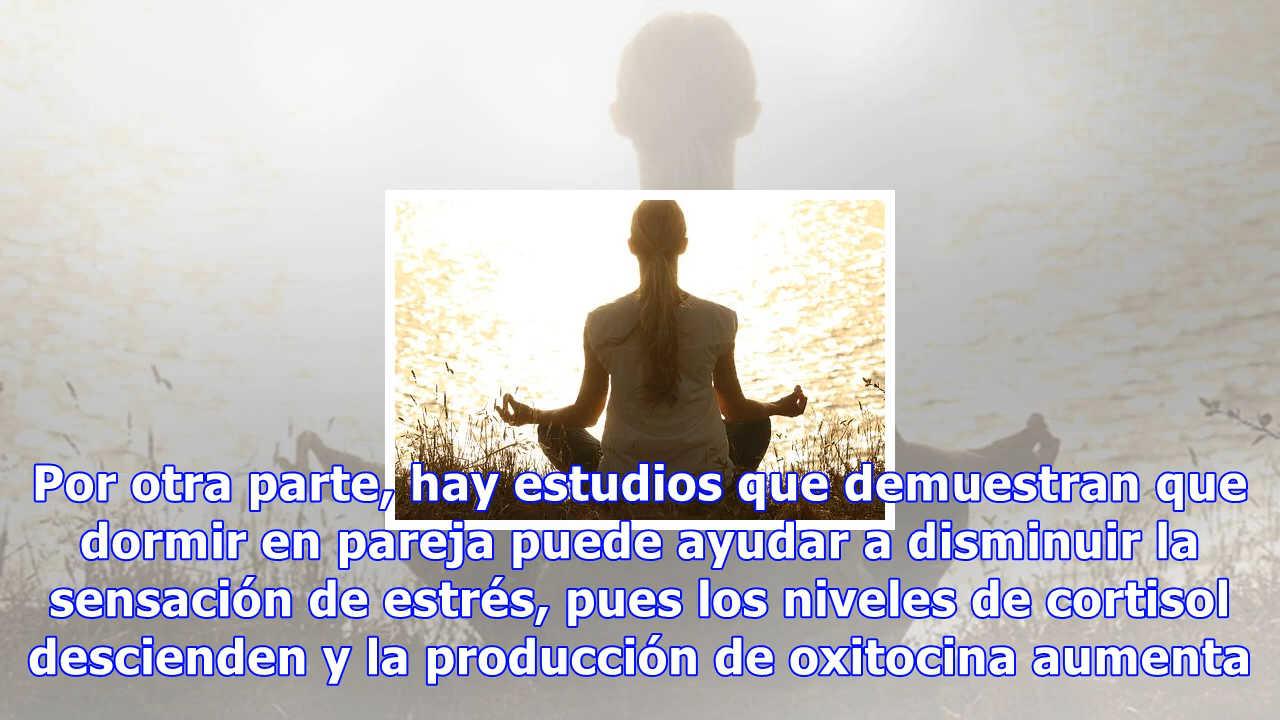 Por otra parte, hay estudios que demuestran que
dormir en pareja puede ayudar a disminuir la
sensación de estrés, pues los niveles de cortisol
descienden y la producción de oxitocina aumenta